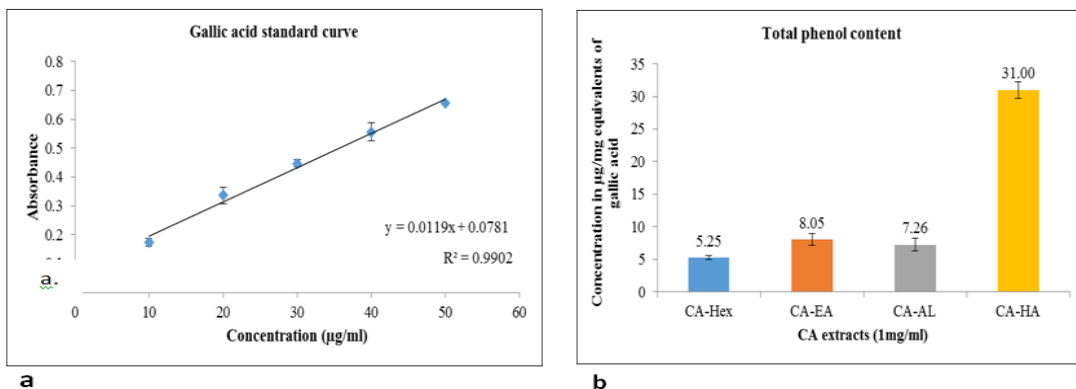 Gallic acid standard curve
Absorbance
0.8
0.7
0.6
0.5
0.4
0.3
0.2
y = 0.0119x + 0.0781
R² = 0.9902
a.
0 10 20 30 40 50 60
Concentration (µg/ml)
a
Total phenol content
Concentration in µg/mg equivalents of
gallic acid
35
30
25
20
15
10
5
0
5.25
8.05
7.26
31.00
CA-Hex CA-EA CA-AL CA-HA
CA extracts (1mg/ml)
b